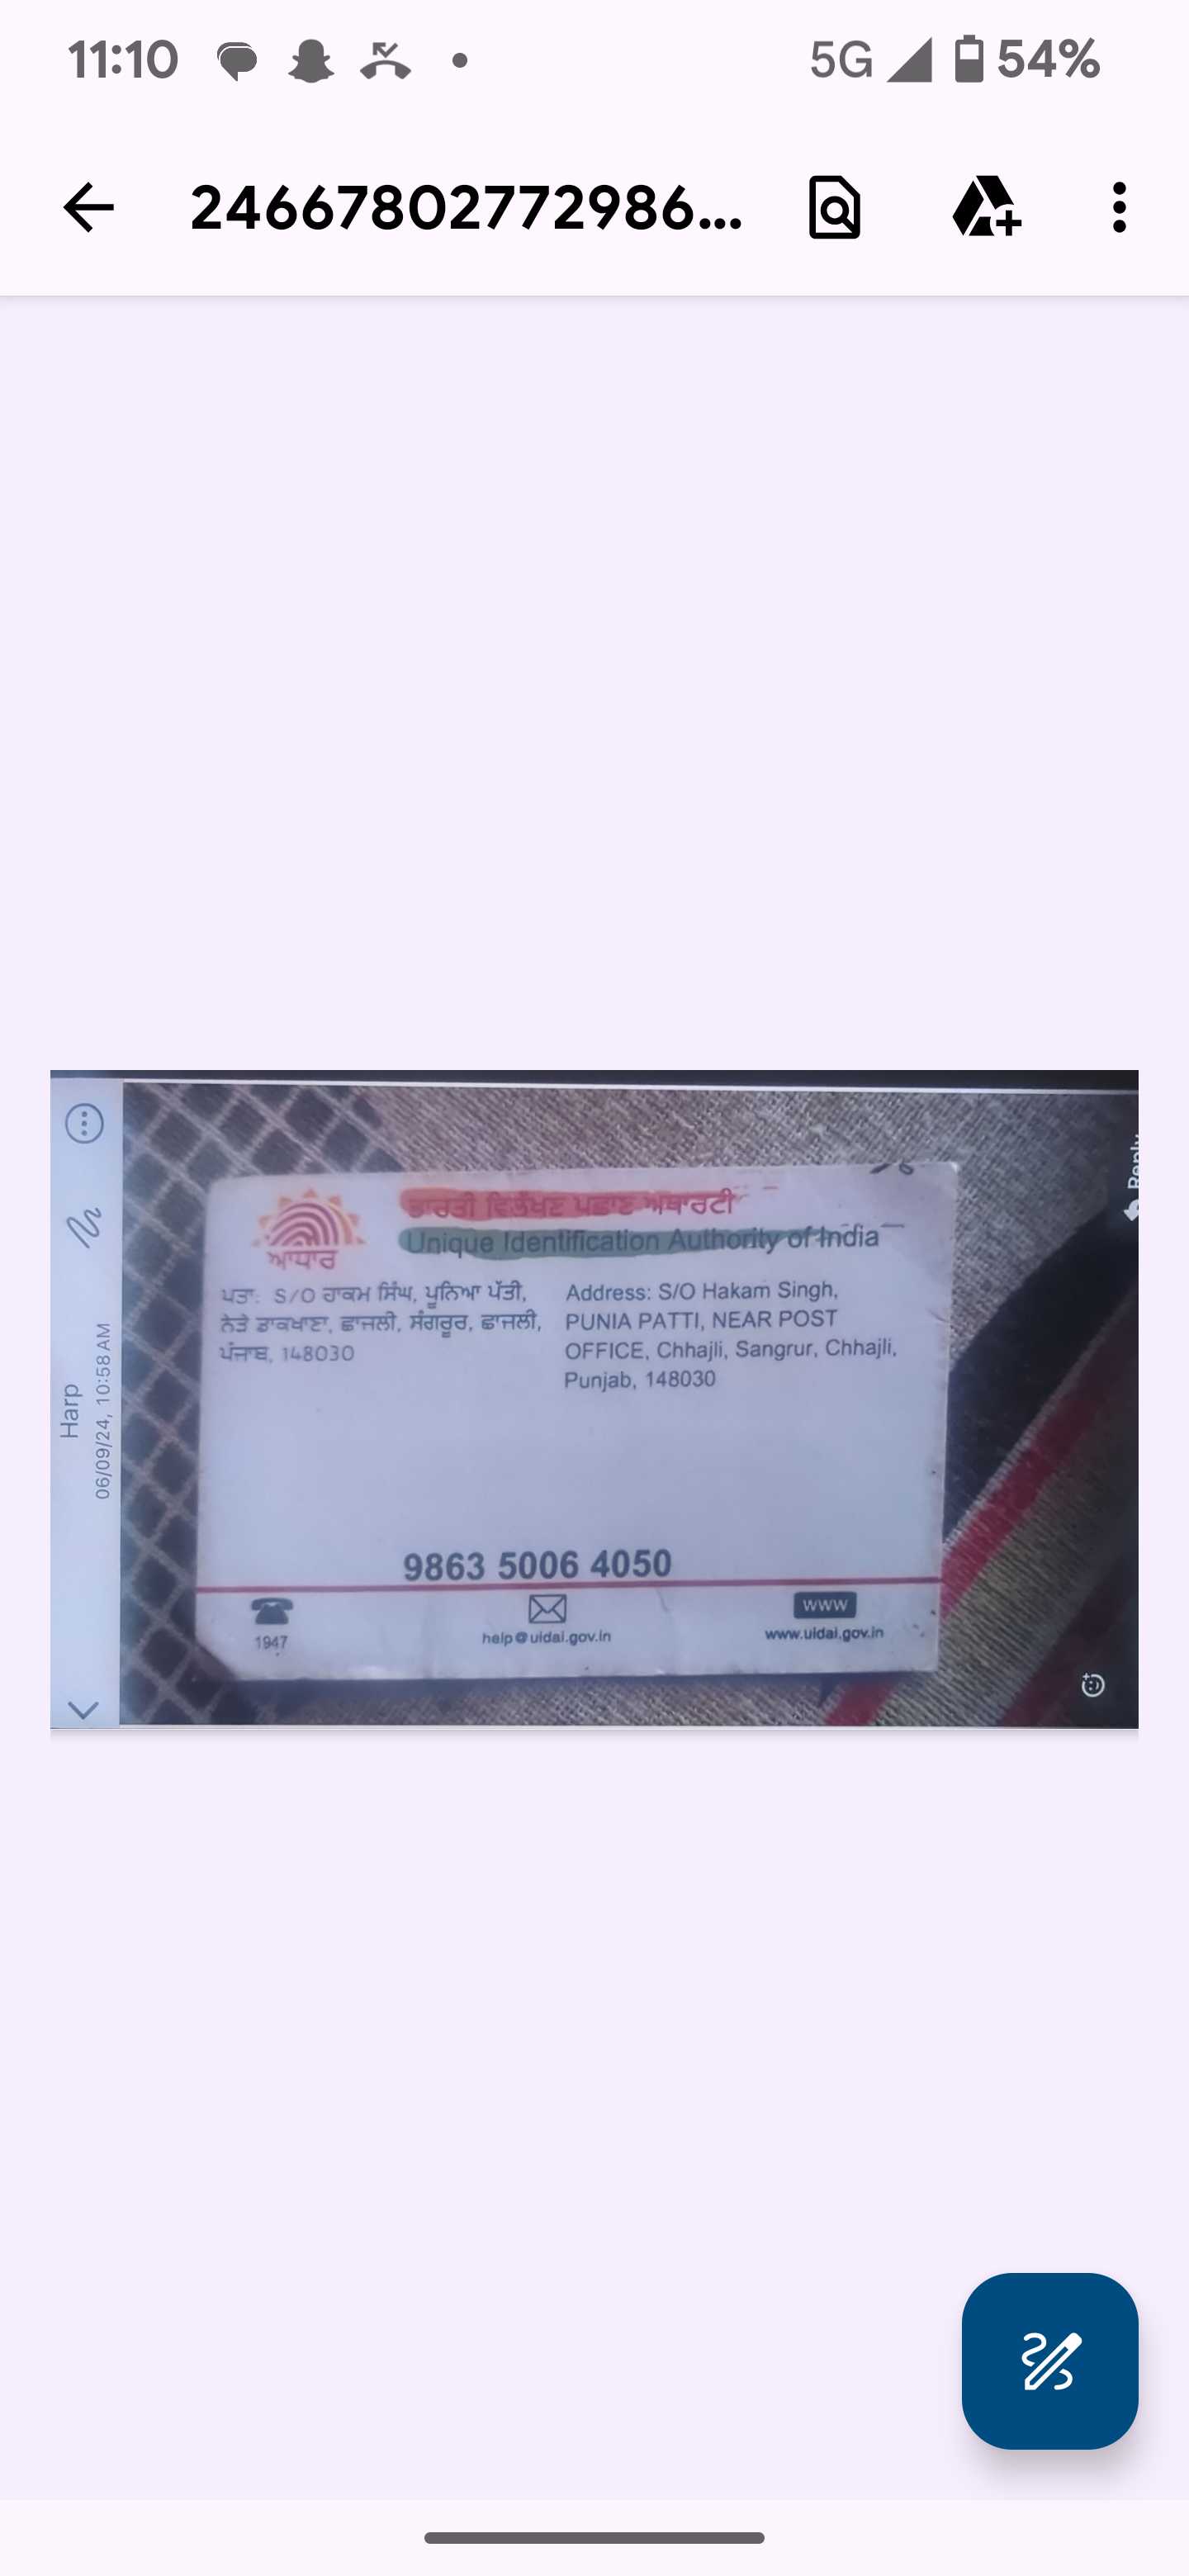 11:10
5G 54%
24667802772986...
Harp
06/09/24, 10:58 AM
Reply
ਭਾਰਤੀ ਵਿਲੱਖਣ ਪਛਾਣ ਅਥਾਰਟੀ
Unique Identification Authority of India
ਆਧਾਰ
ਪਤਾ: S/O ਹਾਕਮ ਸਿੰਘ, ਪੂਨਿਆ ਪੱਤੀ,
ਨੇੜੇ ਡਾਕਖਾਣਾ, ਛਾਜਲੀ, ਸੰਗਰੂਰ, ਛਾਜਲੀ,
ਪੰਜਾਬ, 148030
Address: S/O Hakam Singh,
PUNIA PATTI, NEAR POST
OFFICE, Chhajli, Sangrur, Chhajli,
Punjab, 148030
9863 5006 4050
1947
help@uidai.gov.in
WWW
www.uidai.gov.in